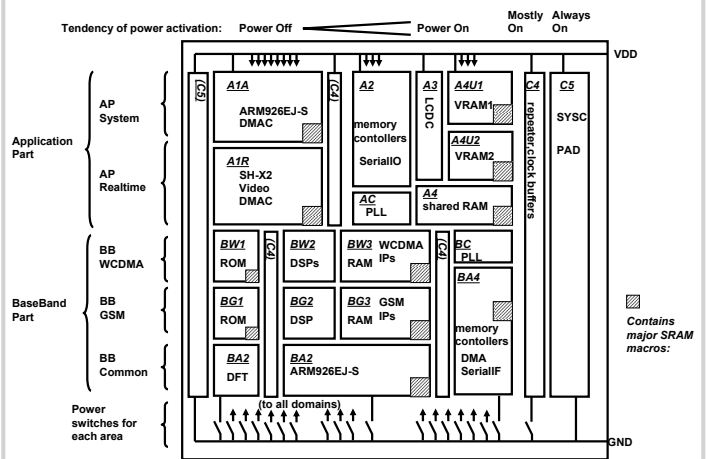 Tendency of power activation: Power Off Power On Mostly On Always On
VDD
Application Part
AP System
AP Realtime
BaseBand Part
BB WCDMA
BB GSM
BB Common
Power switches for each area
(C5)
A1A
ARM926EJ-S
DMAC
A1R
SH-X2
Video
DMAC
(C4)
A2
memory
contollers
SerialIO
AC
PLL
A3
LCDC
A4U1
VRAM1
A4U2
VRAM2
A4
shared RAM
C4
repeater,clock buffers
C5
SYSC
PAD
BW1
ROM
(C4)
BW2
DSPs
BW3 WCDMA
RAM IPs
(C4)
BC
PLL
BG1
ROM
BG2
DSP
BG3 GSM
RAM IPs
BA4
memory
contollers
DMA
SerialIF
BA2
DFT
BA2
ARM926EJ-S
(to all domains)
GND
Contains
major SRAM
macros: